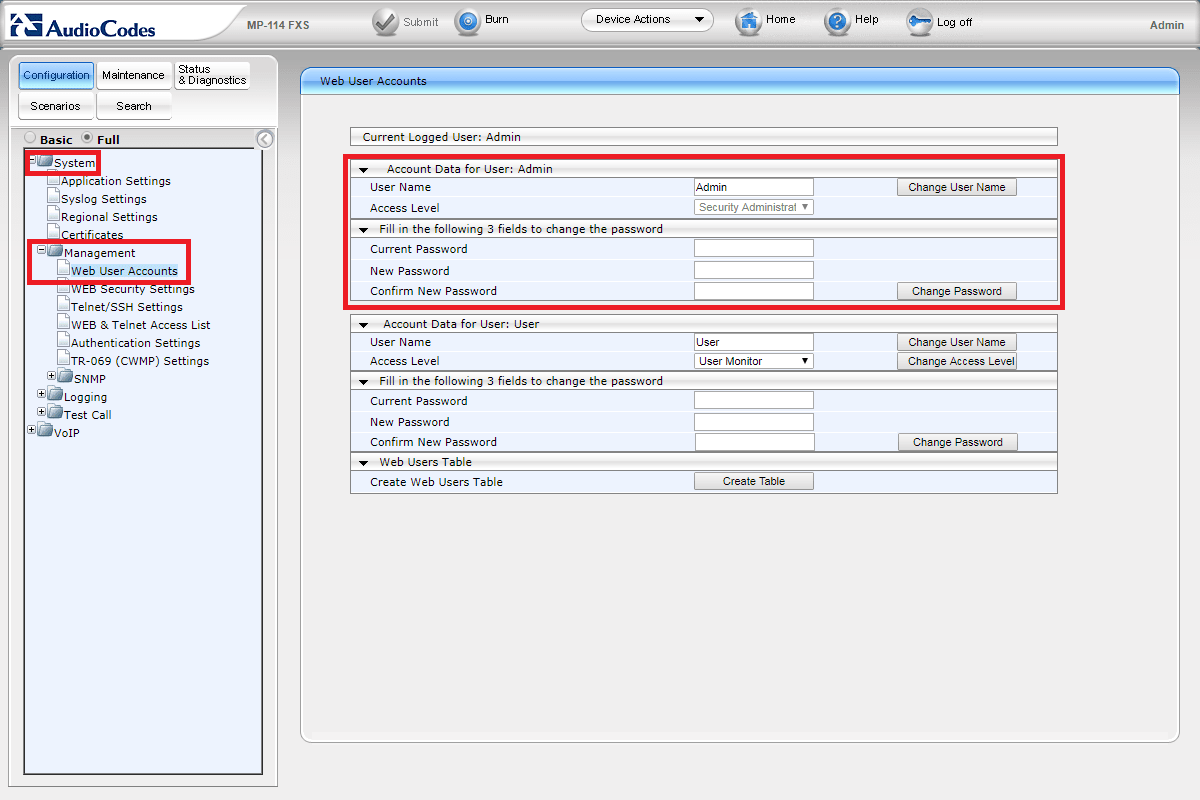 AudioCodes
MP-114 FXS
Submit
Burn
Device Actions
Home
Help
Log off
Admin
Configuration
Maintenance
Status
& Diagnostics
Scenarios
Search
Basic
Full
System
Application Settings
Syslog Settings
Regional Settings
Certificates
Management
Web User Accounts
WEB Security Settings
Telnet/SSH Settings
WEB & Telnet Access List
Authentication Settings
TR-069 (CWMP) Settings
SNMP
Logging
Test Call
VoIP
Web User Accounts
Current Logged User: Admin
Account Data for User: Admin
User Name Admin Change User Name
Access Level Security Administrat
Fill in the following 3 fields to change the password
Current Password
New Password
Confirm New Password Change Password
Account Data for User: User
User Name User Change User Name
Access Level User Monitor Change Access Level
Fill in the following 3 fields to change the password
Current Password
New Password
Confirm New Password Change Password
Web Users Table
Create Web Users Table Create Table